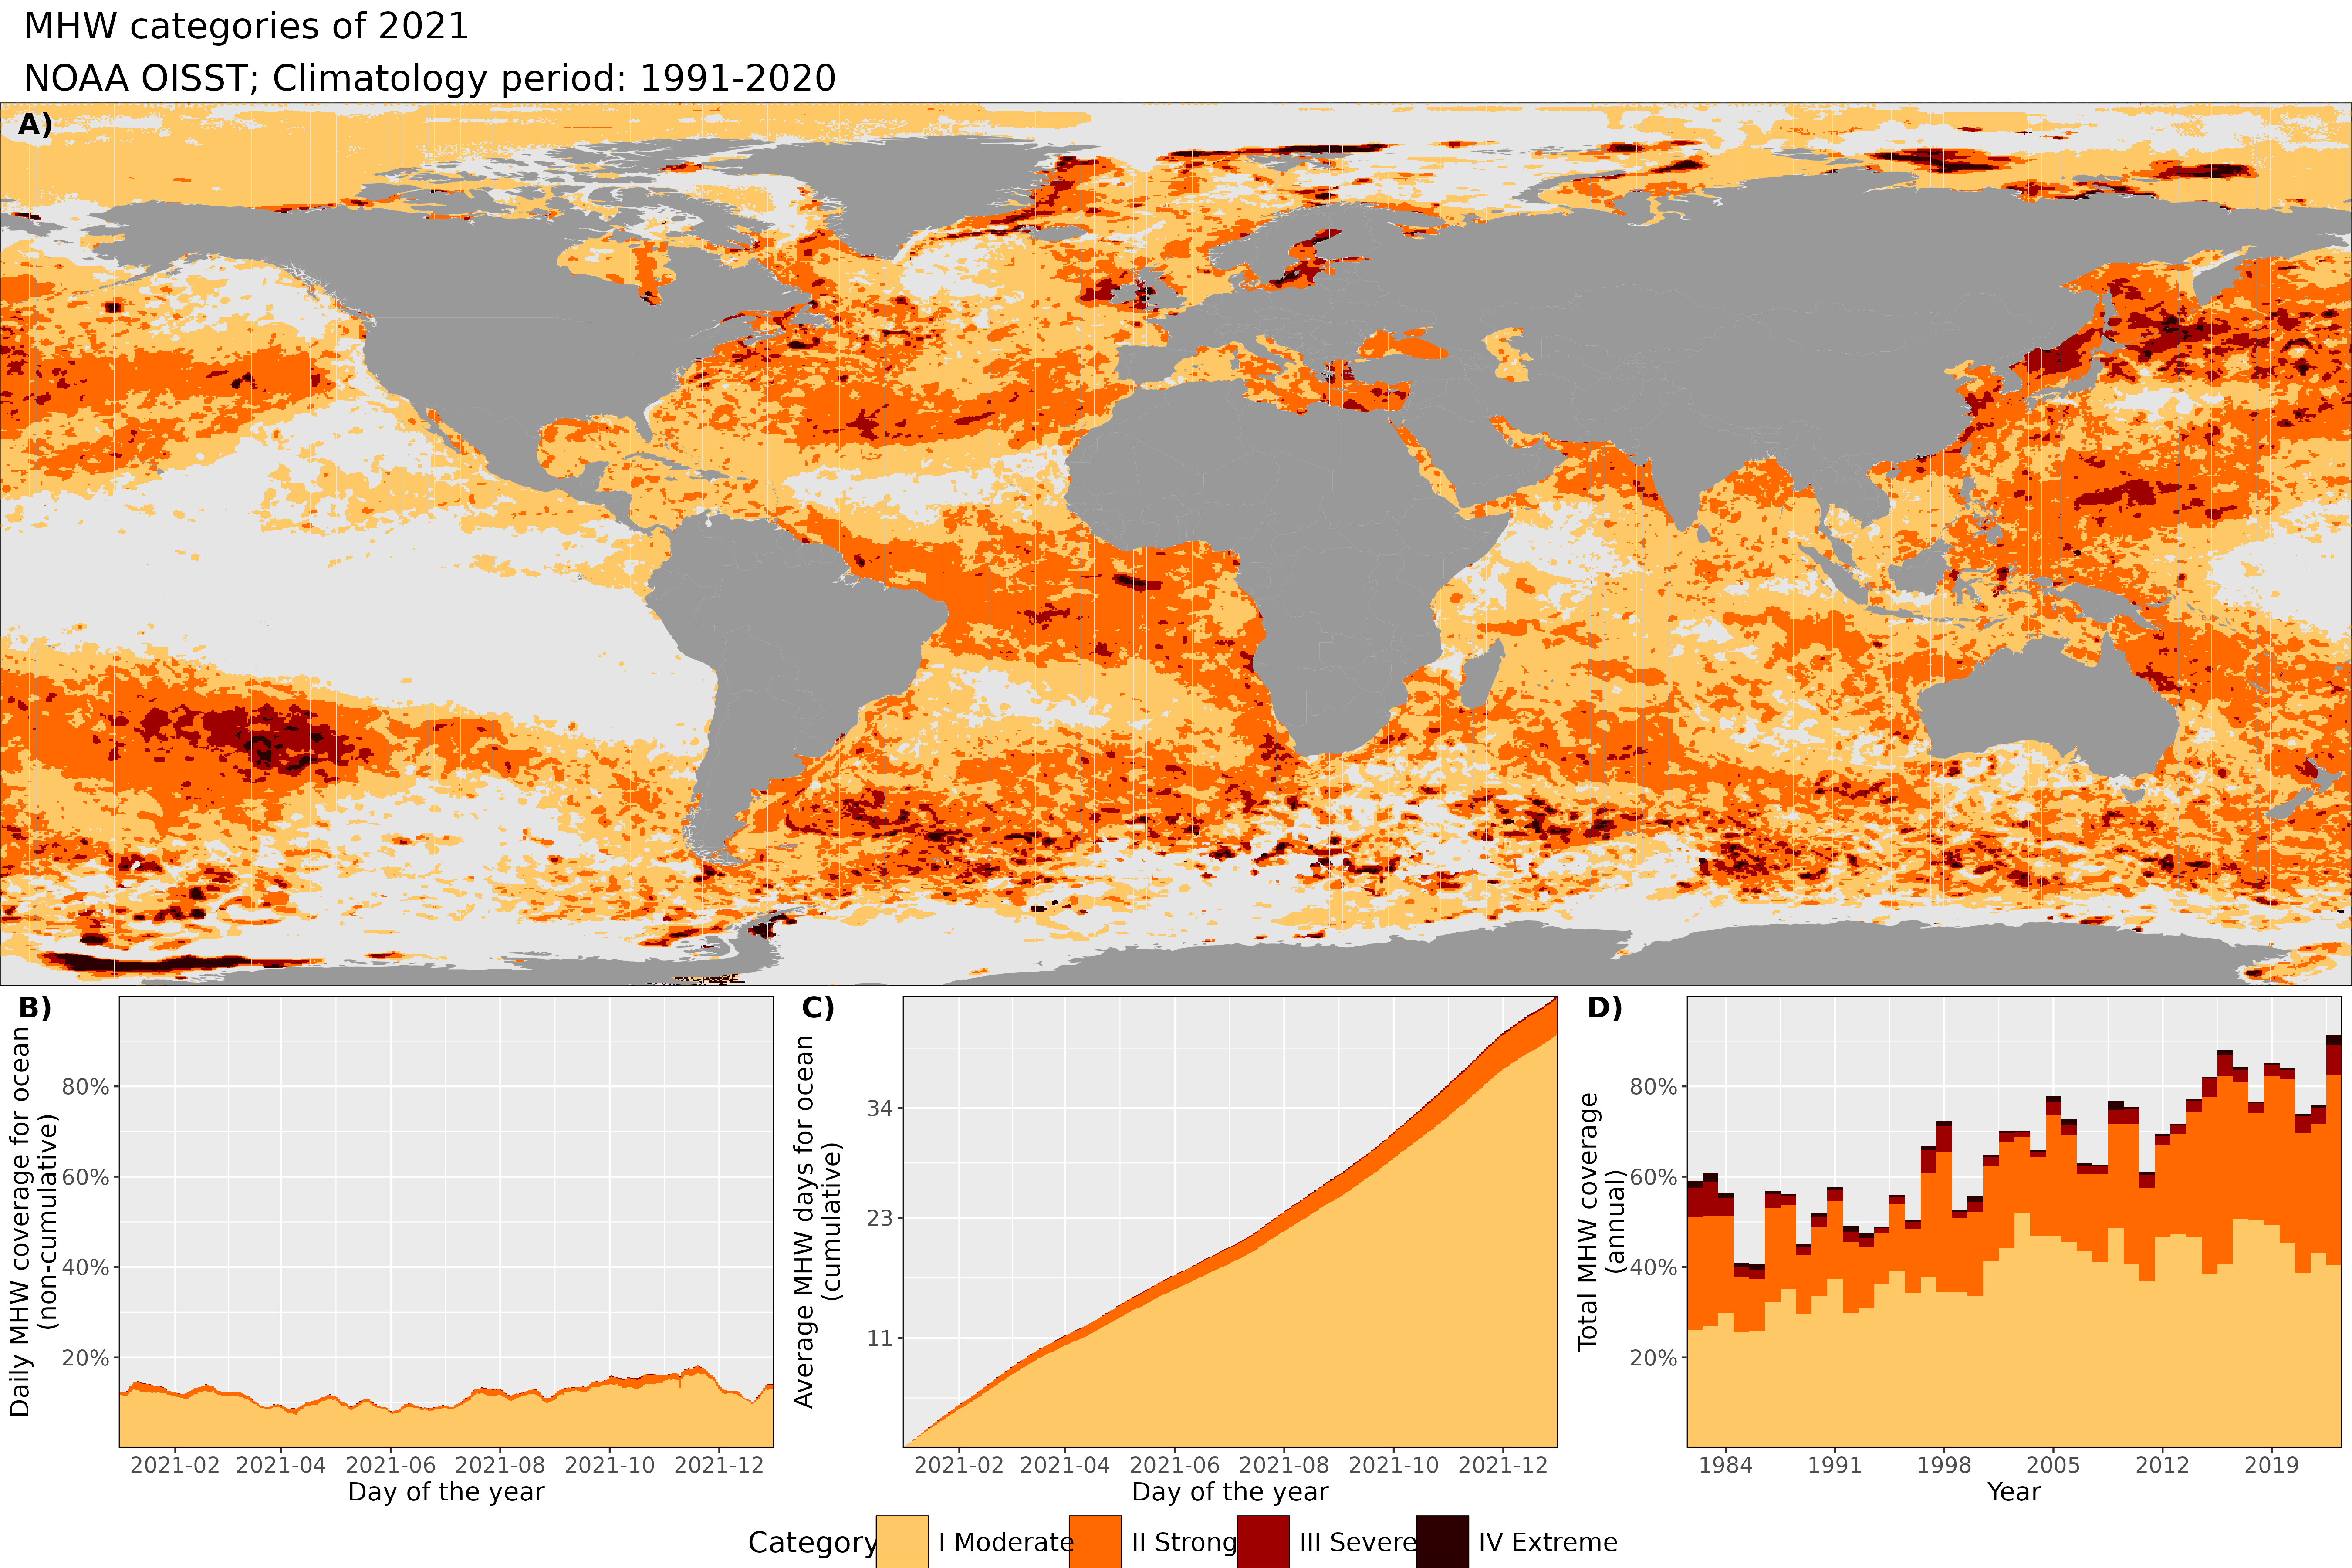 MHW categories of 2021
NOAA OISST; Climatology period: 1991-2020
A)
B)
Daily MHW coverage for ocean
(non-cumulative)
80%
60%
40%
20%
2021-02 2021-04 2021-06 2021-08 2021-10 2021-12
Day of the year
C)
Average MHW days for ocean
(cumulative)
34
23
11
2021-02 2021-04 2021-06 2021-08 2021-10 2021-12
Day of the year
D)
Total MHW coverage
(annual)
80%
60%
40%
20%
1984 1991 1998 2005 2012 2019
Year
Category I Moderate II Strong III Severe IV Extreme